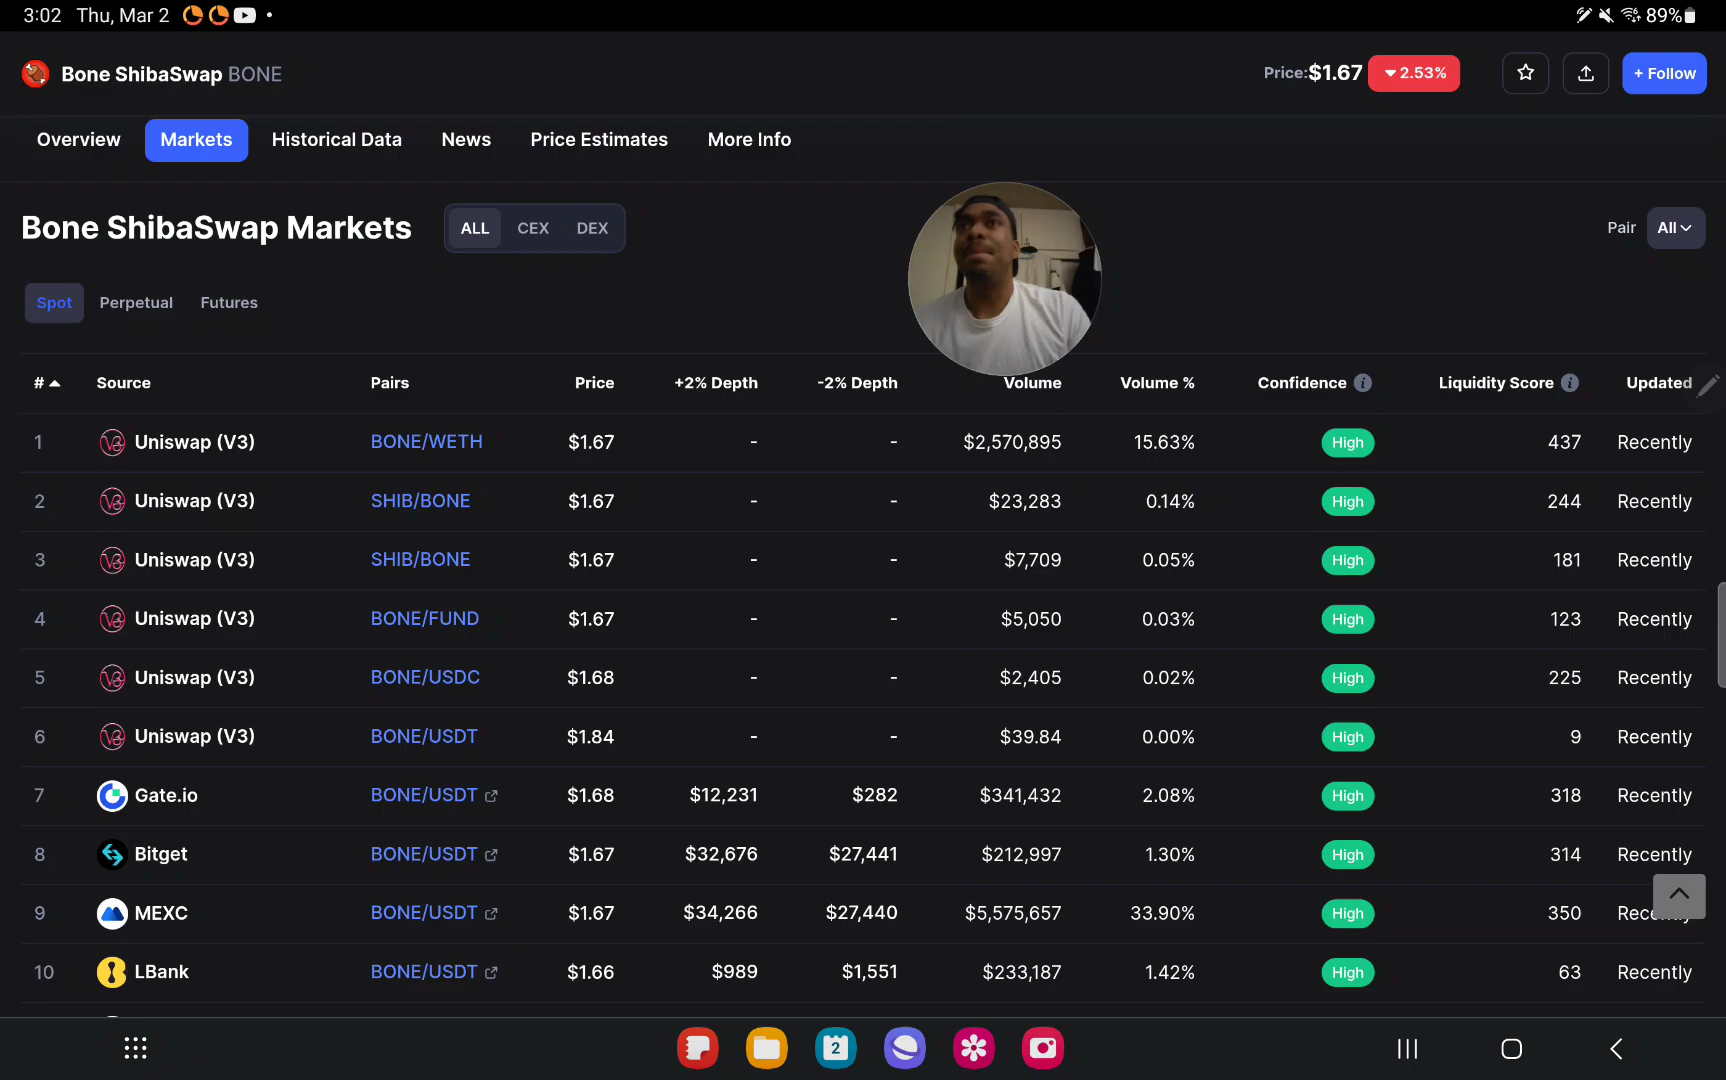 3:02 Thu, Mar 2 89%
Bone ShibaSwap BONE Price:$1.67 2.53% + Follow
Overview Markets Historical Data News Price Estimates More Info
Bone ShibaSwap Markets ALL CEX DEX Pair All
Spot Perpetual Futures
# Source Pairs Price +2% Depth -2% Depth Volume Volume % Confidence Liquidity Score Updated
1 Uniswap (V3) BONE/WETH $1.67 - - $2,570,895 15.63% High 437 Recently
2 Uniswap (V3) SHIB/BONE $1.67 - - $23,283 0.14% High 244 Recently
3 Uniswap (V3) SHIB/BONE $1.67 - - $7,709 0.05% High 181 Recently
4 Uniswap (V3) BONE/FUND $1.67 - - $5,050 0.03% High 123 Recently
5 Uniswap (V3) BONE/USDC $1.68 - - $2,405 0.02% High 225 Recently
6 Uniswap (V3) BONE/USDT $1.84 - - $39.84 0.00% High 9 Recently
7 Gate.io BONE/USDT $1.68 $12,231 $282 $341,432 2.08% High 318 Recently
8 Bitget BONE/USDT $1.67 $32,676 $27,441 $212,997 1.30% High 314 Recently
9 MEXC BONE/USDT $1.67 $34,266 $27,440 $5,575,657 33.90% High 350
10 LBank BONE/USDT $1.66 $989 $1,551 $233,187 1.42% High 63 Recently
2